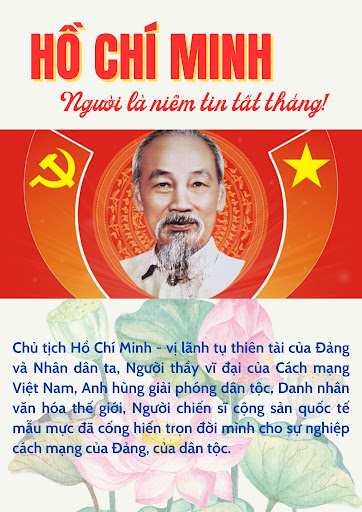 HỒ CHÍ MINH
Người là niềm tin tất thắng!
Chủ tịch Hồ Chí Minh - vị lãnh tụ thiên tài của Đảng
và Nhân dân ta, Người thầy vĩ đại của Cách mạng
Việt Nam, Anh hùng giải phóng dân tộc, Danh nhân
văn hóa thế giới, Người chiến sĩ cộng sản quốc tế
mẫu mực đã cống hiến trọn đời mình cho sự nghiệp
cách mạng của Đảng, của dân tộc.